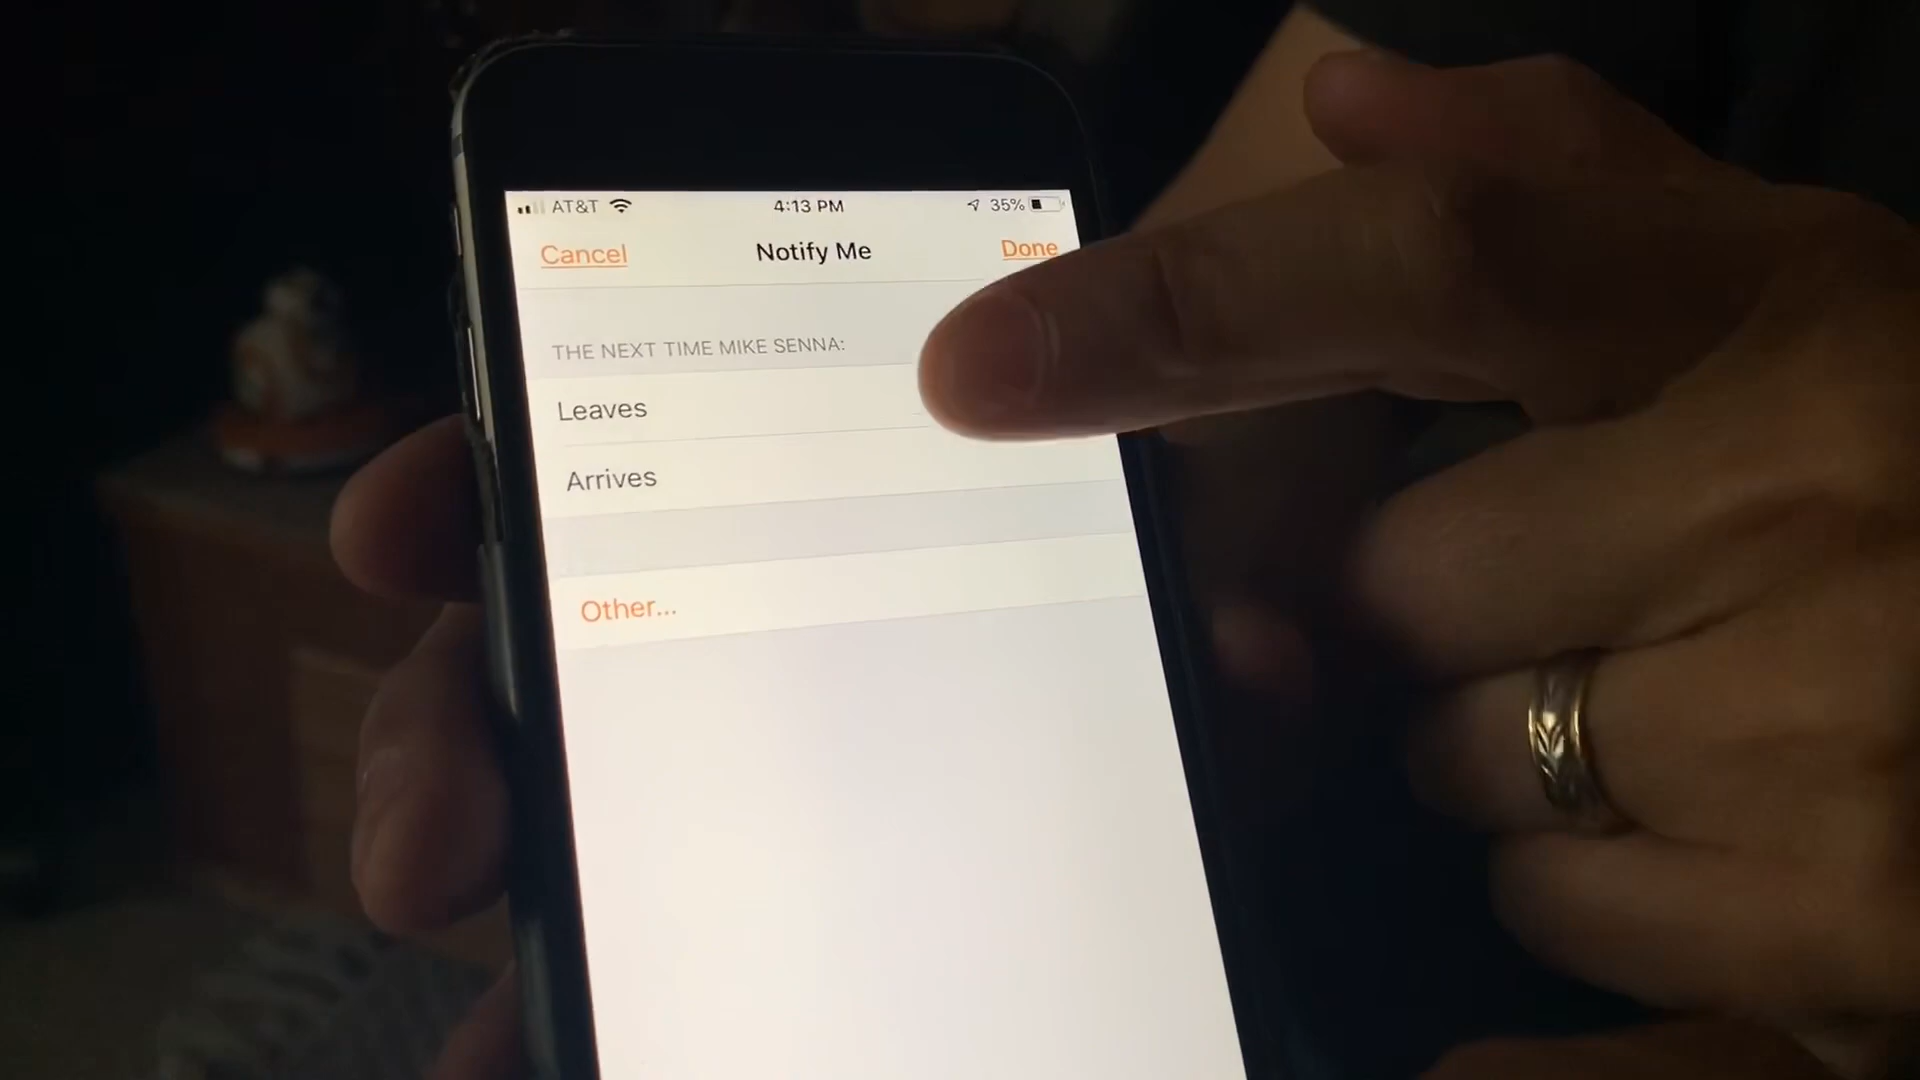 AT&T 4:13 PM 35%
Cancel Notify Me Done
THE NEXT TIME MIKE SENNA:
Leaves
Arrives
Other...